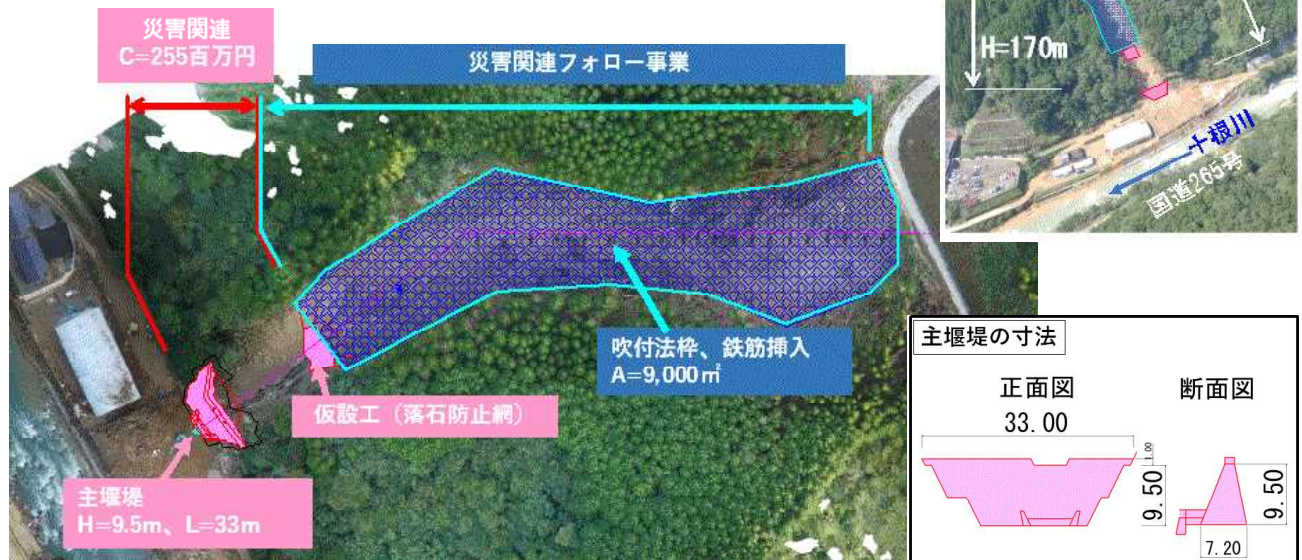 災害関連
C=255百万円
災害関連フォロー事業
H=170m
十根川
国道265号
吹付法枠、鉄筋挿入
A=9,000㎡
仮設工（落石防止網）
主堰堤
H=9.5m、L=33m
主堰堤の寸法
正面図
断面図
33.00
1.00
9.50
9.50
7.20